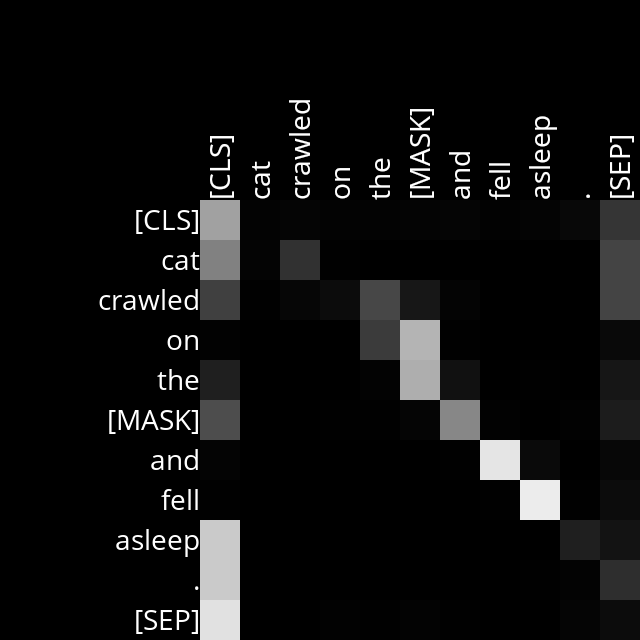 [CLS] cat crawled on the [MASK] and fell asleep . [SEP]
[CLS]
cat
crawled
on
the
[MASK]
and
fell
asleep
.
[SEP]